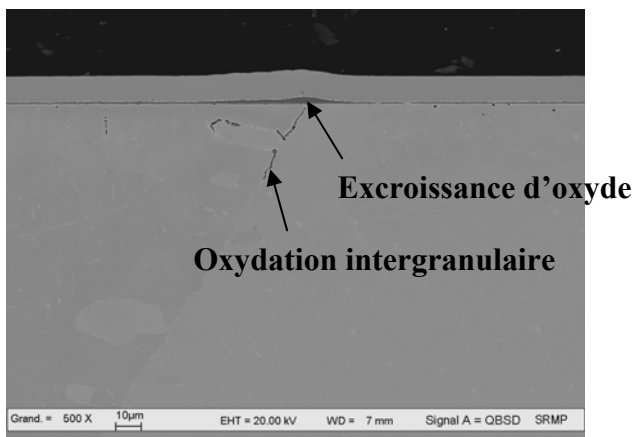 Excroissance d’oxyde
Oxydation intergranulaire
Grand. = 500 X 10µm EHT = 20.00 kV WD = 7 mm Signal A = QBSD SRMP